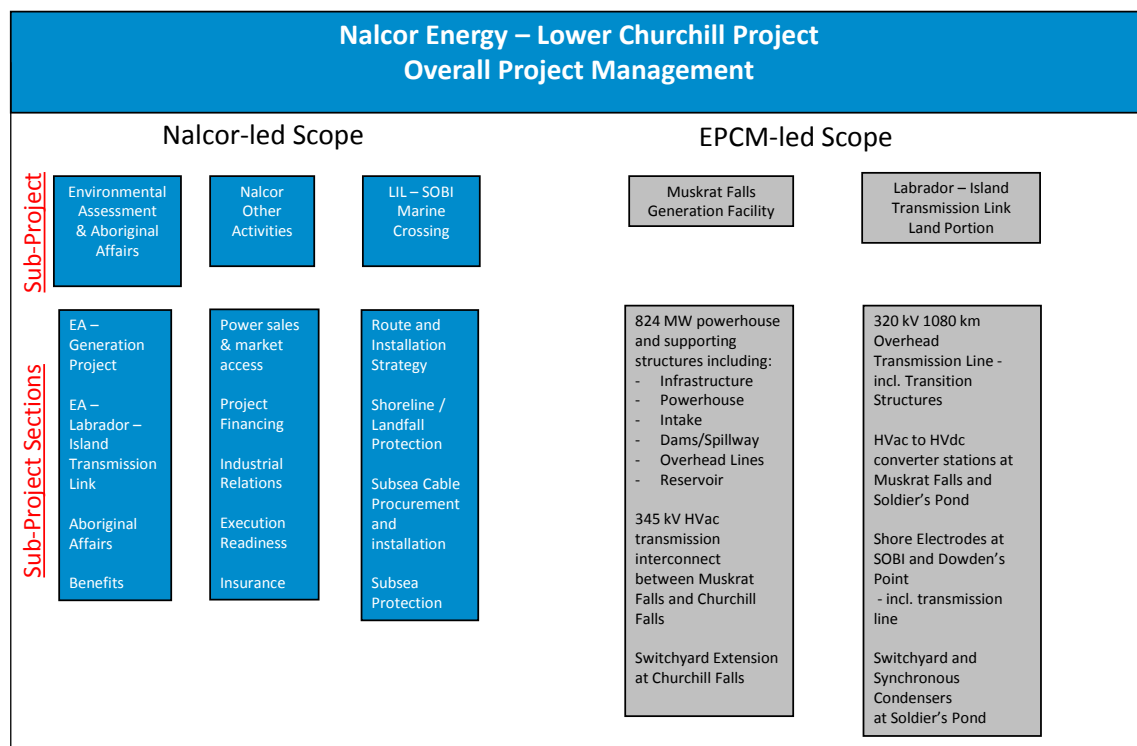 Nalcor Energy – Lower Churchill Project
Overall Project Management
Nalcor-led Scope
EPCM-led Scope
Sub-Project
Environmental
Assessment
& Aboriginal
Affairs
Nalcor
Other
Activities
LIL – SOBI
Marine
Crossing
Muskrat Falls
Generation Facility
Labrador – Island
Transmission Link
Land Portion
Sub-Project Sections
EA –
Generation
Project
EA –
Labrador –
Island
Transmission
Link
Aboriginal
Affairs
Benefits
Power sales
& market
access
Project
Financing
Industrial
Relations
Execution
Readiness
Insurance
Route and
Installation
Strategy
Shoreline /
Landfall
Protection
Subsea Cable
Procurement
and
installation
Subsea
Protection
824 MW powerhouse
and supporting
structures including:
- Infrastructure
- Powerhouse
- Intake
- Dams/Spillway
- Overhead Lines
- Reservoir
345 kV HVac
transmission
interconnect
between Muskrat
Falls and Churchill
Falls
Switchyard Extension
at Churchill Falls
320 kV 1080 km
Overhead
Transmission Line -
incl. Transition
Structures
HVac to HVdc
converter stations at
Muskrat Falls and
Soldier's Pond
Shore Electrodes at
SOBI and Dowden's
Point
- incl. transmission
line
Switchyard and
Synchronous
Condensers
at Soldier's Pond